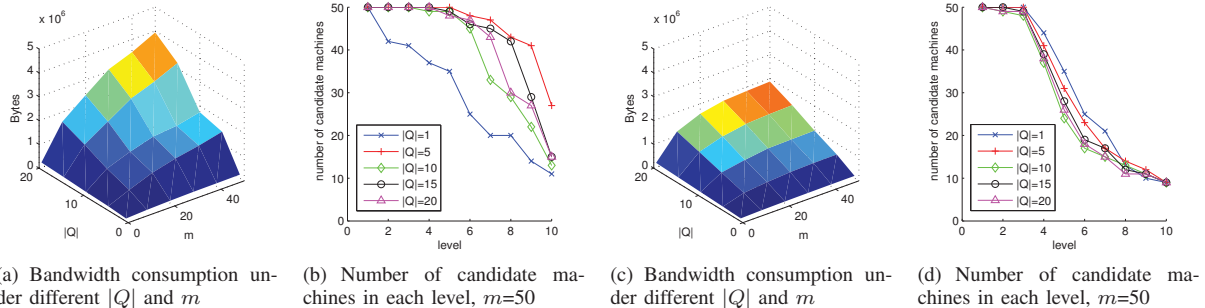 x 10⁶
5
4
3
2
1
0
Bytes
20
10
0
|Q|
0
20
40
m
50
40
30
20
10
0
number of candidate machines
|Q|=1
|Q|=5
|Q|=10
|Q|=15
|Q|=20
0 2 4 6 8 10
level
x 10⁶
5
4
3
2
1
0
Bytes
20
10
0
|Q|
0
20
40
m
50
40
30
20
10
0
number of candidate machines
|Q|=1
|Q|=5
|Q|=10
|Q|=15
|Q|=20
0 2 4 6 8 10
level
(a) Bandwidth consumption un-
der different |Q| and m
(b) Number of candidate ma-
chines in each level, m=50
(c) Bandwidth consumption un-
der different |Q| and m
(d) Number of candidate ma-
chines in each level, m=50